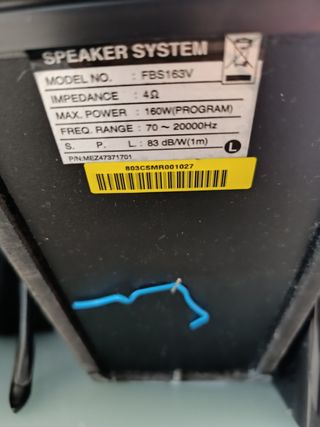 SPEAKER SYSTEM
MODEL NO. : FBS163V
IMPEDANCE : 4Ω
MAX. POWER : 160W(PROGRAM)
FREQ. RANGE : 70 ~ 20000Hz
S. P. L. : 83 dB/W(1m)
P/N:MEZ47371701
L
803CSMR001027